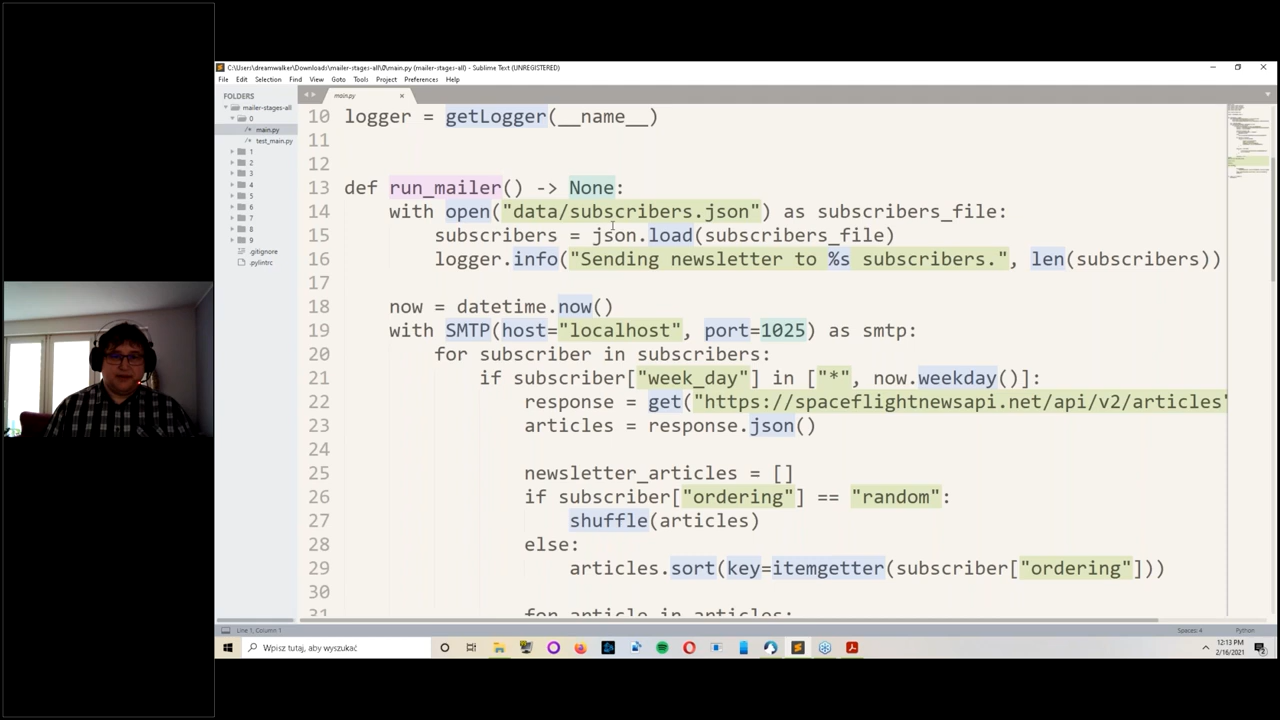 C:\Users\dreamwalker\Downloads\mailer-stages-all\0\main.py (mailer-stages-all) - Sublime Text (UNREGISTERED)
File Edit Selection Find View Goto Tools Project Preferences Help
FOLDERS
mailer-stages-all
0
main.py
test_main.py
1
2
3
4
5
6
7
8
9
.gitignore
.pylintrc
main.py
10 logger = getLogger(__name__)
11
12
13 def run_mailer() -> None:
14 with open("data/subscribers.json") as subscribers_file:
15 subscribers = json.load(subscribers_file)
16 logger.info("Sending newsletter to %s subscribers.", len(subscribers))
17
18 now = datetime.now()
19 with SMTP(host="localhost", port=1025) as smtp:
20 for subscriber in subscribers:
21 if subscriber["week_day"] in ["*", now.weekday()]:
22 response = get("https://spaceflightnewsapi.net/api/v2/articles"
23 articles = response.json()
24
25 newsletter_articles = []
26 if subscriber["ordering"] == "random":
27 shuffle(articles)
28 else:
29 articles.sort(key=itemgetter(subscriber["ordering"]))
30
31 for article in articles:
Line 1, Column 1
Spaces: 4
Python
Wpisz tutaj, aby wyszukać
12:13 PM
2/16/2021